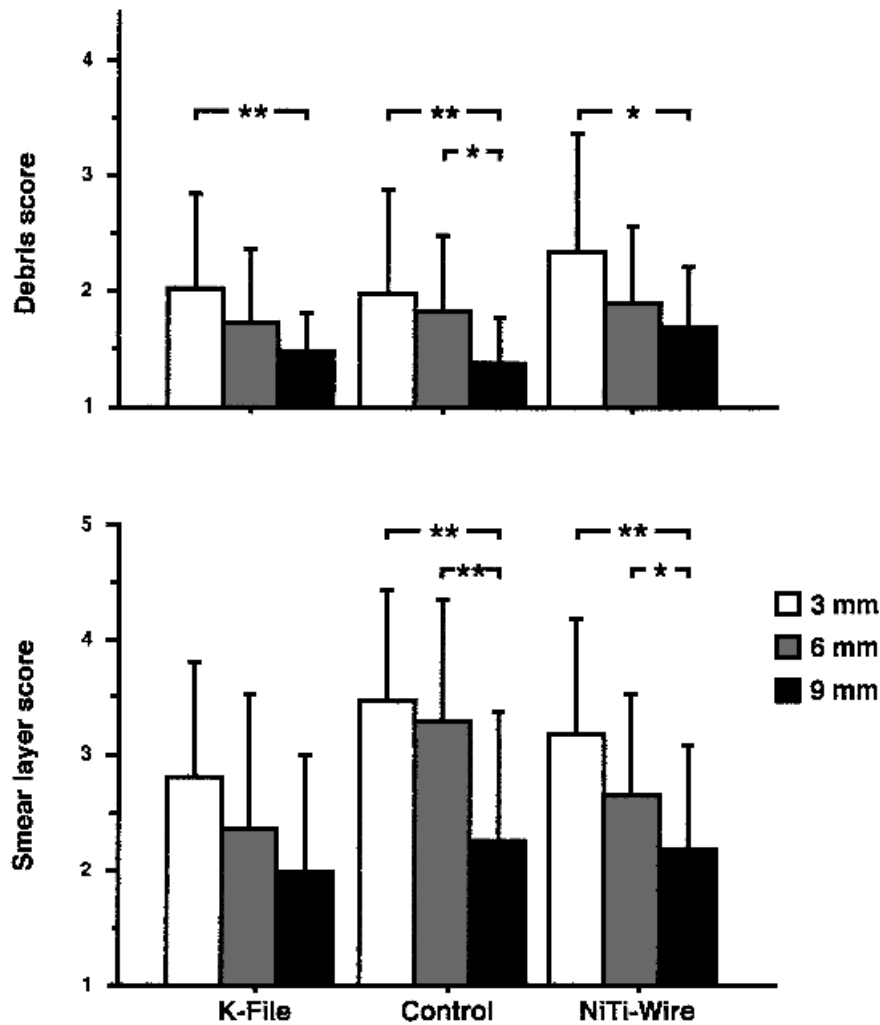 Debris score
4
3
2
1
**
**
*
*
Smear layer score
5
4
3
2
1
**
**
**
*
3 mm
6 mm
9 mm
K-File
Control
NiTi-Wire